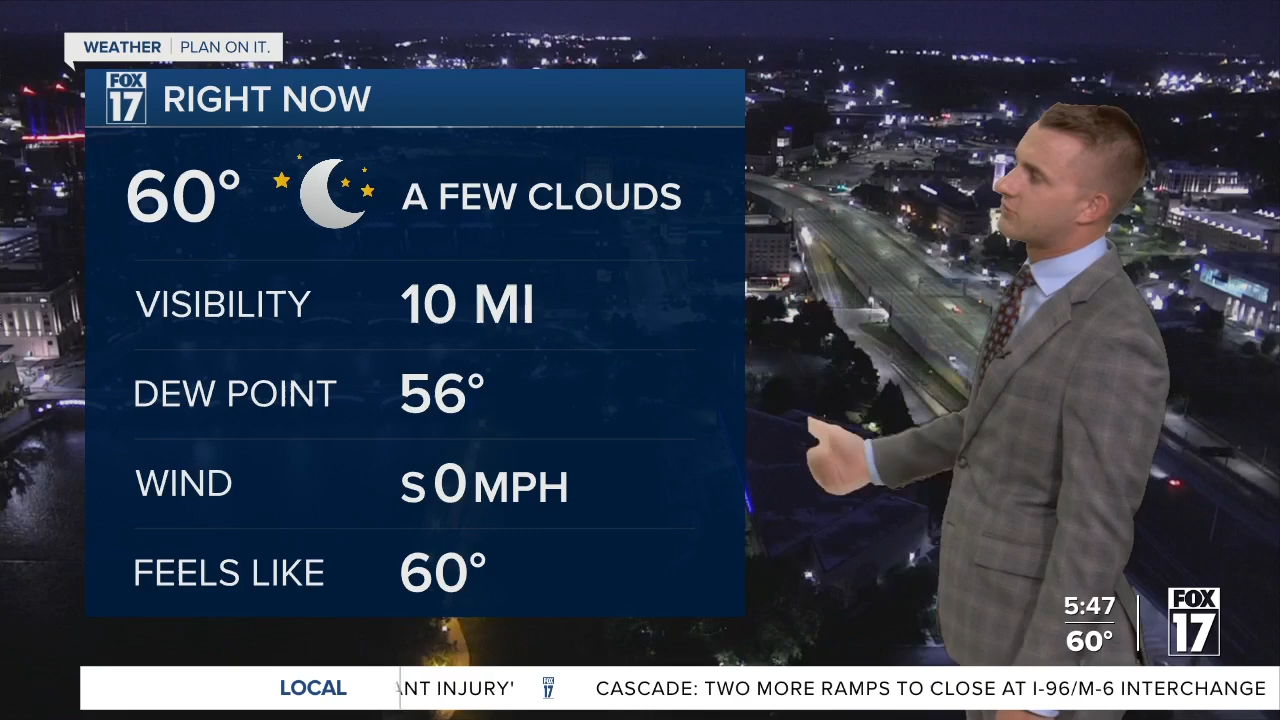 WEATHER | PLAN ON IT.
FOX 17 RIGHT NOW
60° A FEW CLOUDS
VISIBILITY 10 MI
DEW POINT 56°
WIND S 0 MPH
FEELS LIKE 60°
5:47
60°
FOX
17
LOCAL NT INJURY' FOX 17 CASCADE: TWO MORE RAMPS TO CLOSE AT I-96/M-6 INTERCHANGE